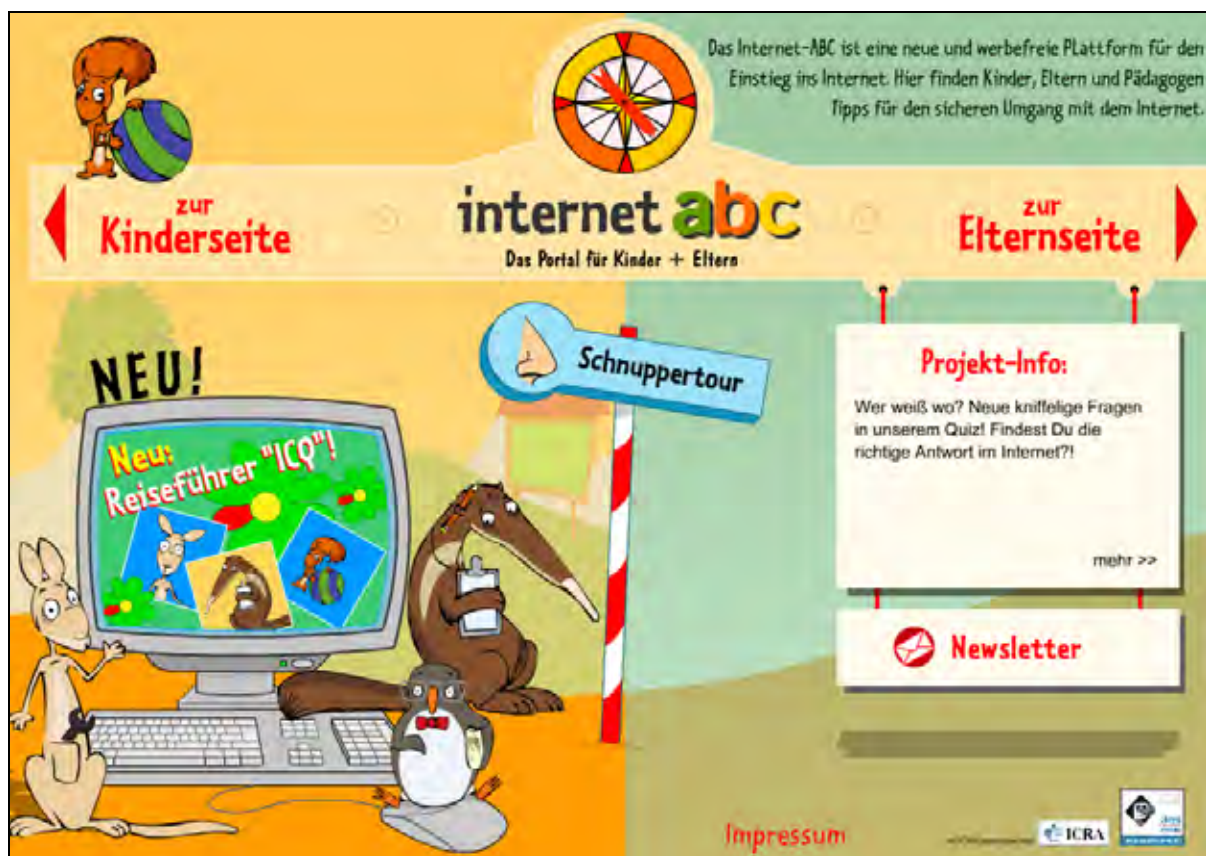 Das Internet-ABC ist eine neue und werbefreie Plattform für den
Einstieg ins Internet. Hier finden Kinder, Eltern und Pädagogen
Tipps für den sicheren Umgang mit dem Internet.
zur
Kinderseite
internet abc
Das Portal für Kinder + Eltern
zur
Elternseite
NEU!
Neu:
Reiseführer "ICQ"!
Schnuppertour
Projekt-Info:
Wer weiß wo? Neue kniffelige Fragen
in unserem Quiz! Findest Du die
richtige Antwort im Internet?!
mehr >>
Newsletter
Impressum
ICRA